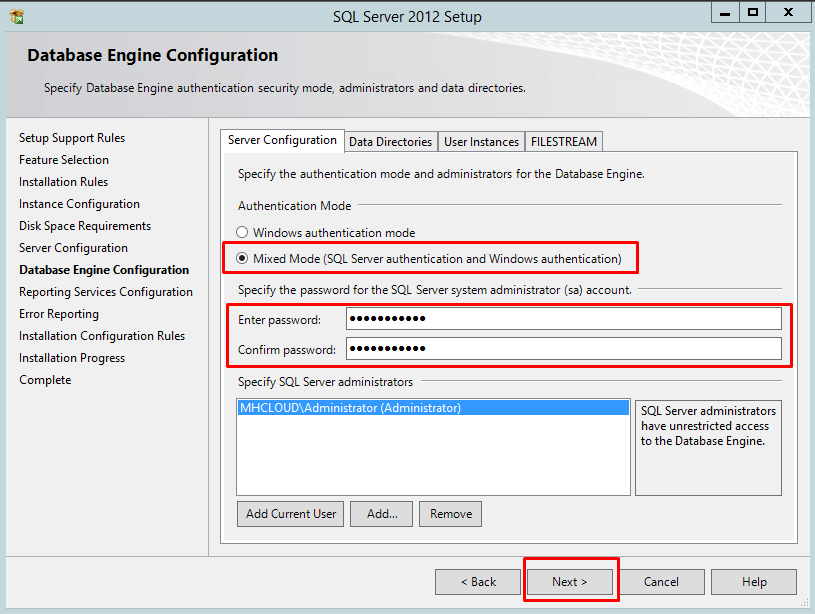 SQL Server 2012 Setup
Database Engine Configuration
Specify Database Engine authentication security mode, administrators and data directories.
Setup Support Rules
Feature Selection
Installation Rules
Instance Configuration
Disk Space Requirements
Server Configuration
Database Engine Configuration
Reporting Services Configuration
Error Reporting
Installation Configuration Rules
Installation Progress
Complete
Server Configuration
Data Directories
User Instances
FILESTREAM
Specify the authentication mode and administrators for the Database Engine.
Authentication Mode
Windows authentication mode
Mixed Mode (SQL Server authentication and Windows authentication)
Specify the password for the SQL Server system administrator (sa) account.
Enter password: ●●●●●●●●●●●
Confirm password: ●●●●●●●●●●●
Specify SQL Server administrators
MHCLOUD\Administrator (Administrator)
SQL Server administrators
have unrestricted access
to the Database Engine.
Add Current User
Add...
Remove
< Back
Next >
Cancel
Help